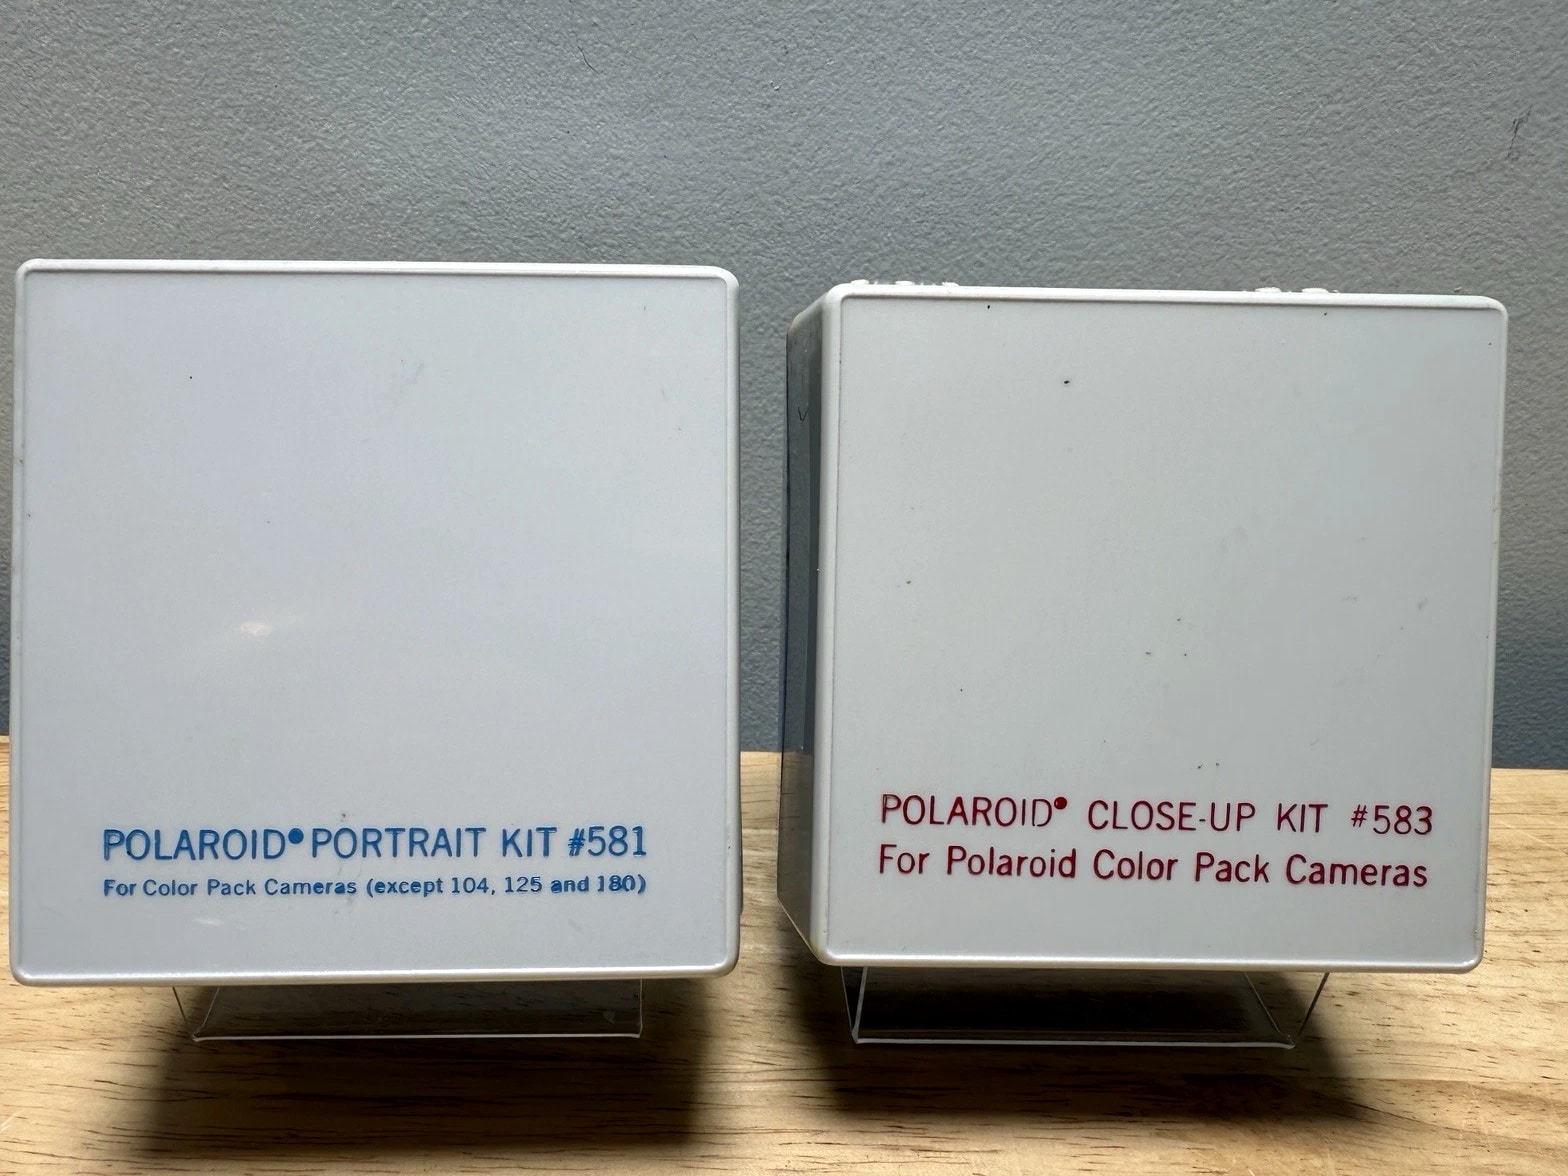 POLAROID® PORTRAIT KIT #581
For Color Pack Cameras (except 104, 125 and 180)
POLAROID® CLOSE-UP KIT #583
For Polaroid Color Pack Cameras